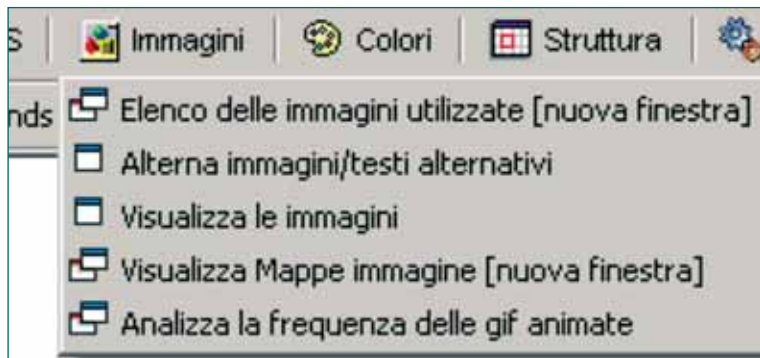 S Immagini Colori Struttura
nds
Elenco delle immagini utilizzate [nuova finestra]
Alterna immagini/testi alternativi
Visualizza le immagini
Visualizza Mappe immagine [nuova finestra]
Analizza la frequenza delle gif animate